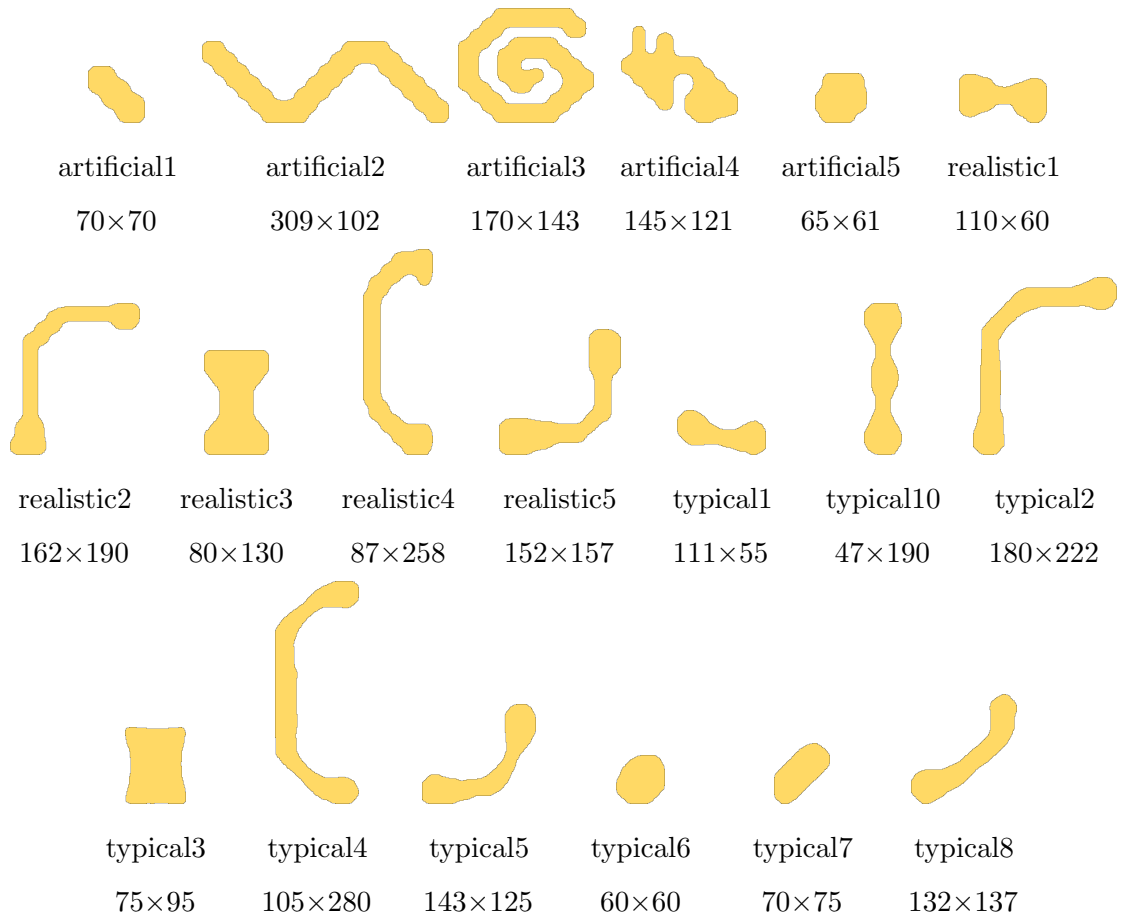 artificial1 artificial2 artificial3 artificial4 artificial5 realistic1
70×70 309×102 170×143 145×121 65×61 110×60
realistic2 realistic3 realistic4 realistic5 typical1 typical10 typical2
162×190 80×130 87×258 152×157 111×55 47×190 180×222
typical3 typical4 typical5 typical6 typical7 typical8
75×95 105×280 143×125 60×60 70×75 132×137